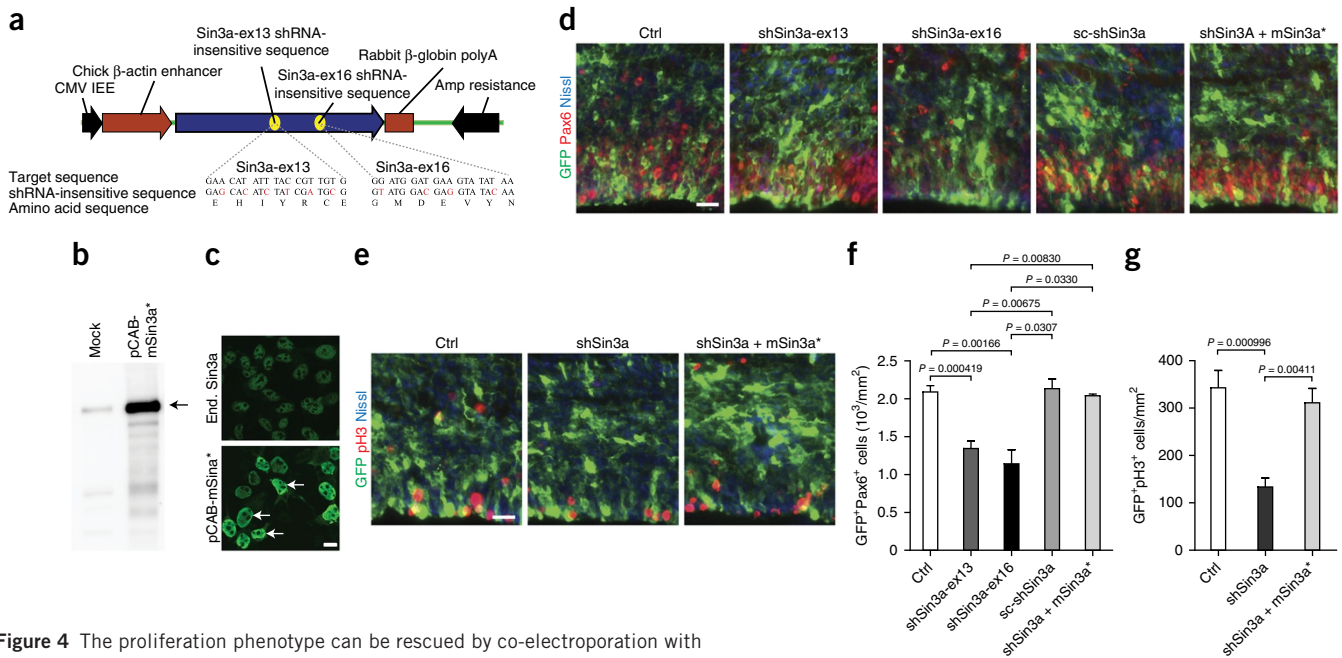 a
Sin3a-ex13 shRNA-
insensitive sequence
Chick β-actin enhancer
CMV IEE
Sin3a-ex16 shRNA-
insensitive sequence
Rabbit β-globin polyA
Amp resistance
Sin3a-ex13
Sin3a-ex16
Target sequence
GAA CAT ATT TAC CGT TGT G
GG ATG GAT GAA GTA TAT AA
shRNA-insensitive sequence
GAG CAC ATC TAT CGA TGC G
GT ATG GAC GAG GTA TAC AA
Amino acid sequence
E H I Y R C E
G M D E V Y N
b
Mock
pCAB-
mSin3a*
c
End. Sin3a
pCAB-mSina*
d
Ctrl
shSin3a-ex13
shSin3a-ex16
sc-shSin3a
shSin3A + mSin3a*
GFP Pax6 Nissl
e
Ctrl
shSin3a
shSin3a + mSin3a*
GFP pH3 Nissl
f
P = 0.00830
P = 0.0330
P = 0.00675
P = 0.0307
P = 0.00166
P = 0.000419
GFP+Pax6+ cells (10³/mm²)
2.5
2.0
1.5
1.0
0.5
0
Ctrl
shSin3a-ex13
shSin3a-ex16
sc-shSin3a
shSin3a + mSin3a*
g
P = 0.000996
P = 0.00411
GFP+pH3+ cells/mm²
400
300
200
100
0
Ctrl
shSin3a
shSin3a + mSin3a*
Figure 4 The proliferation phenotype can be rescued by co-electroporation with